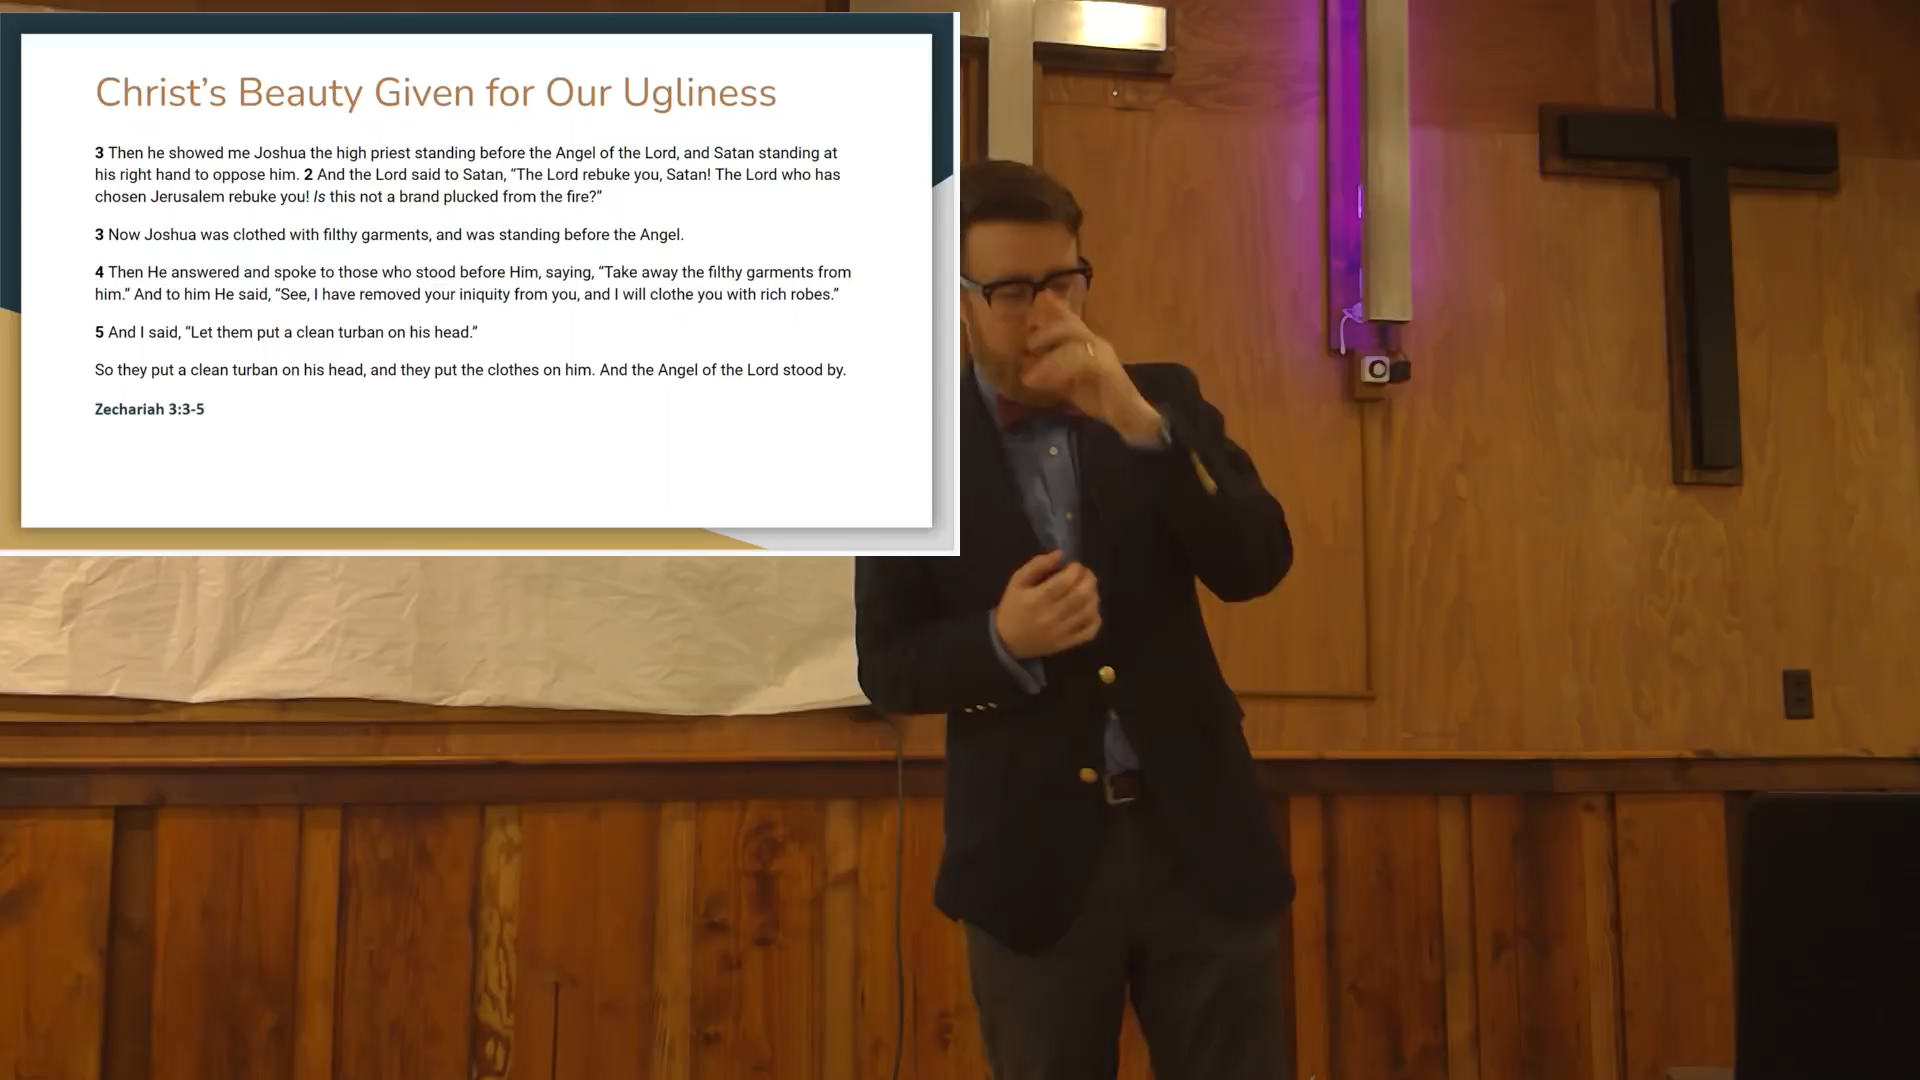 Christ’s Beauty Given for Our Ugliness
3 Then he showed me Joshua the high priest standing before the Angel of the Lord, and Satan standing at
his right hand to oppose him. 2 And the Lord said to Satan, “The Lord rebuke you, Satan! The Lord who has
chosen Jerusalem rebuke you! Is this not a brand plucked from the fire?”
3 Now Joshua was clothed with filthy garments, and was standing before the Angel.
4 Then He answered and spoke to those who stood before Him, saying, “Take away the filthy garments from
him.” And to him He said, “See, I have removed your iniquity from you, and I will clothe you with rich robes.”
5 And I said, “Let them put a clean turban on his head.”
So they put a clean turban on his head, and they put the clothes on him. And the Angel of the Lord stood by.
Zechariah 3:3-5